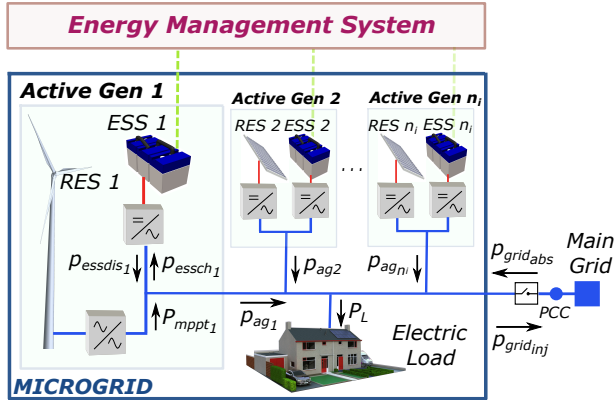 Energy Management System
Active Gen 1
ESS 1
RES 1
Active Gen 2
RES 2 ESS 2
...
Active Gen nᵢ
RES nᵢ ESS nᵢ
=/~
=/~
=/~
=/~
=/~
p_essdis₁
p_essch₁
P_mppt₁
~/~
p_ag₁
p_ag2
p_agnᵢ
P_L
Electric
Load
p_gridabs
Main
Grid
PCC
p_gridinj
MICROGRID